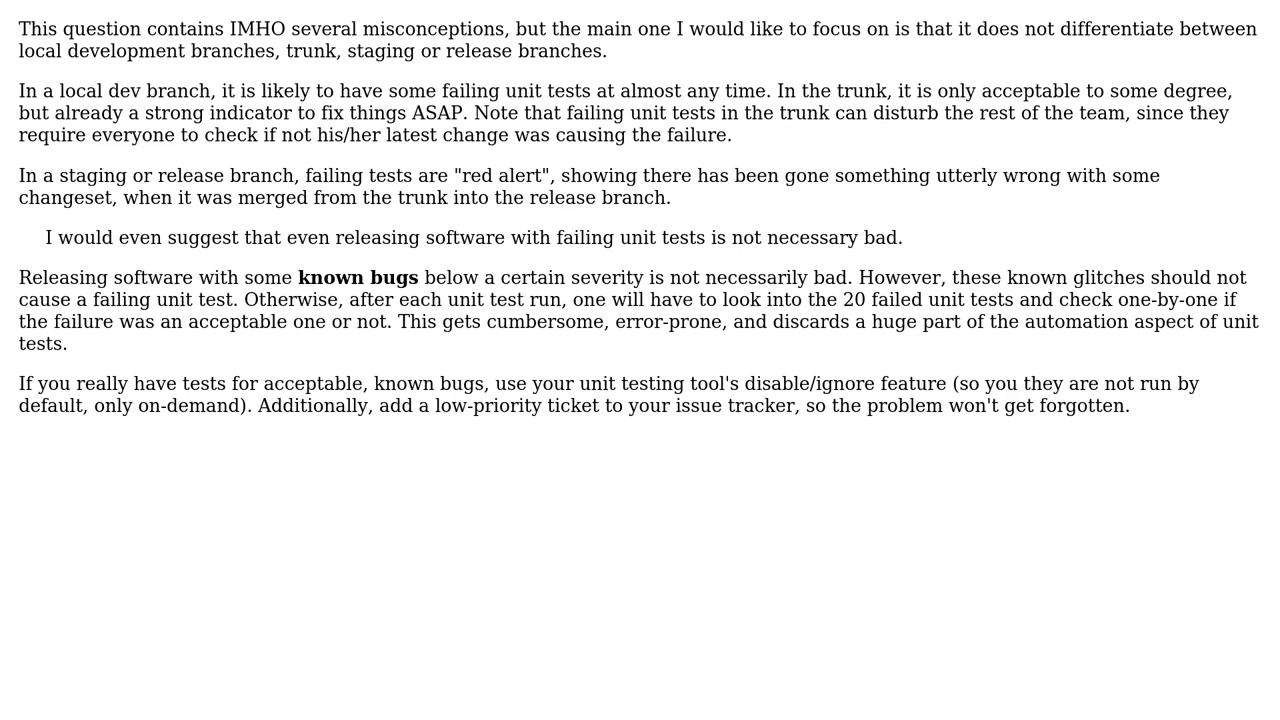 This question contains IMHO several misconceptions, but the main one I would like to focus on is that it does not differentiate between
local development branches, trunk, staging or release branches.
In a local dev branch, it is likely to have some failing unit tests at almost any time. In the trunk, it is only acceptable to some degree,
but already a strong indicator to fix things ASAP. Note that failing unit tests in the trunk can disturb the rest of the team, since they
require everyone to check if not his/her latest change was causing the failure.
In a staging or release branch, failing tests are "red alert", showing there has been gone something utterly wrong with some
changeset, when it was merged from the trunk into the release branch.
I would even suggest that even releasing software with failing unit tests is not necessary bad.
Releasing software with some known bugs below a certain severity is not necessarily bad. However, these known glitches should not
cause a failing unit test. Otherwise, after each unit test run, one will have to look into the 20 failed unit tests and check one-by-one if
the failure was an acceptable one or not. This gets cumbersome, error-prone, and discards a huge part of the automation aspect of unit
tests.
If you really have tests for acceptable, known bugs, use your unit testing tool's disable/ignore feature (so you they are not run by
default, only on-demand). Additionally, add a low-priority ticket to your issue tracker, so the problem won't get forgotten.